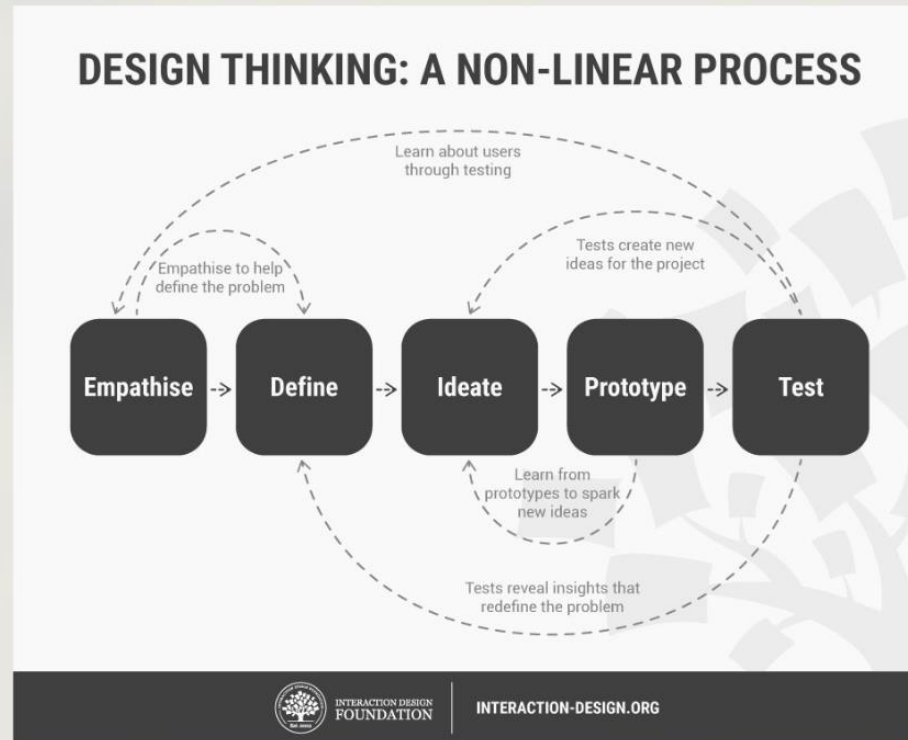 DESIGN THINKING: A NON-LINEAR PROCESS
Learn about users
through testing
Tests create new
ideas for the project
Empathise to help
define the problem
Empathise
Define
Ideate
Prototype
Test
Learn from
prototypes to spark
new ideas
Tests reveal insights that
redefine the problem
INTERACTION DESIGN
FOUNDATION
INTERACTION-DESIGN.ORG